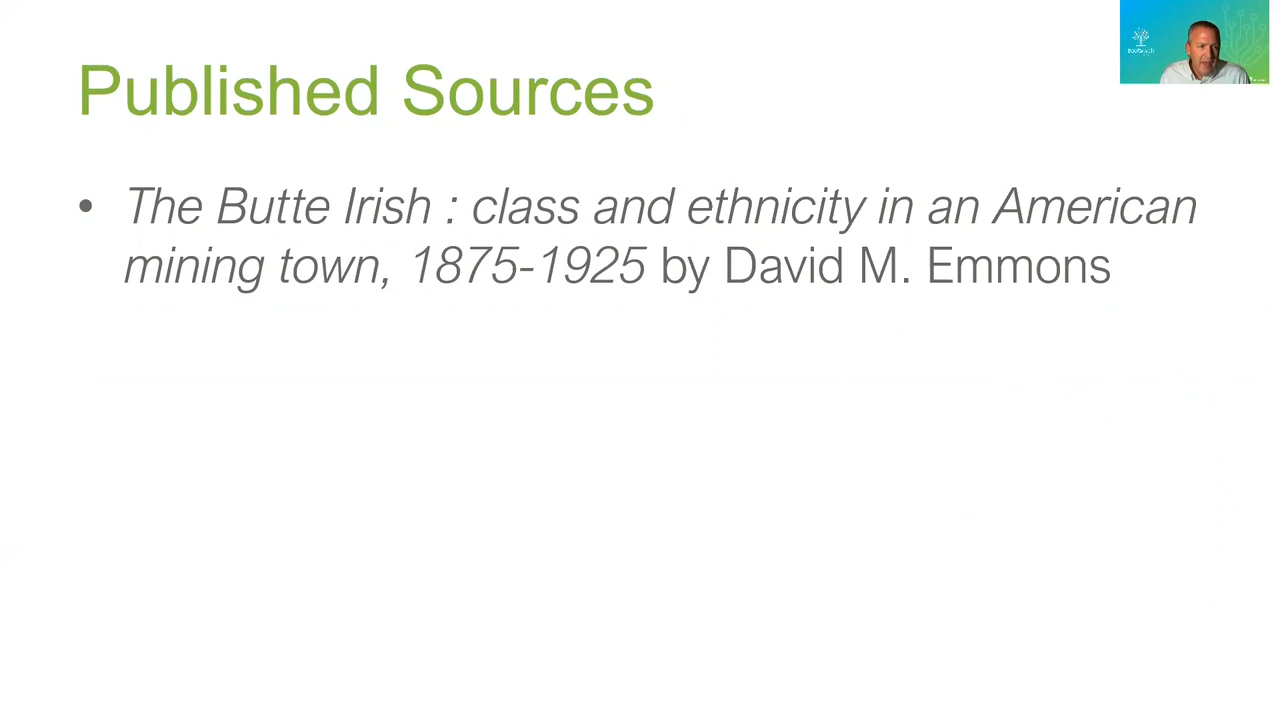 Published Sources
• The Butte Irish : class and ethnicity in an American
mining town, 1875-1925 by David M. Emmons